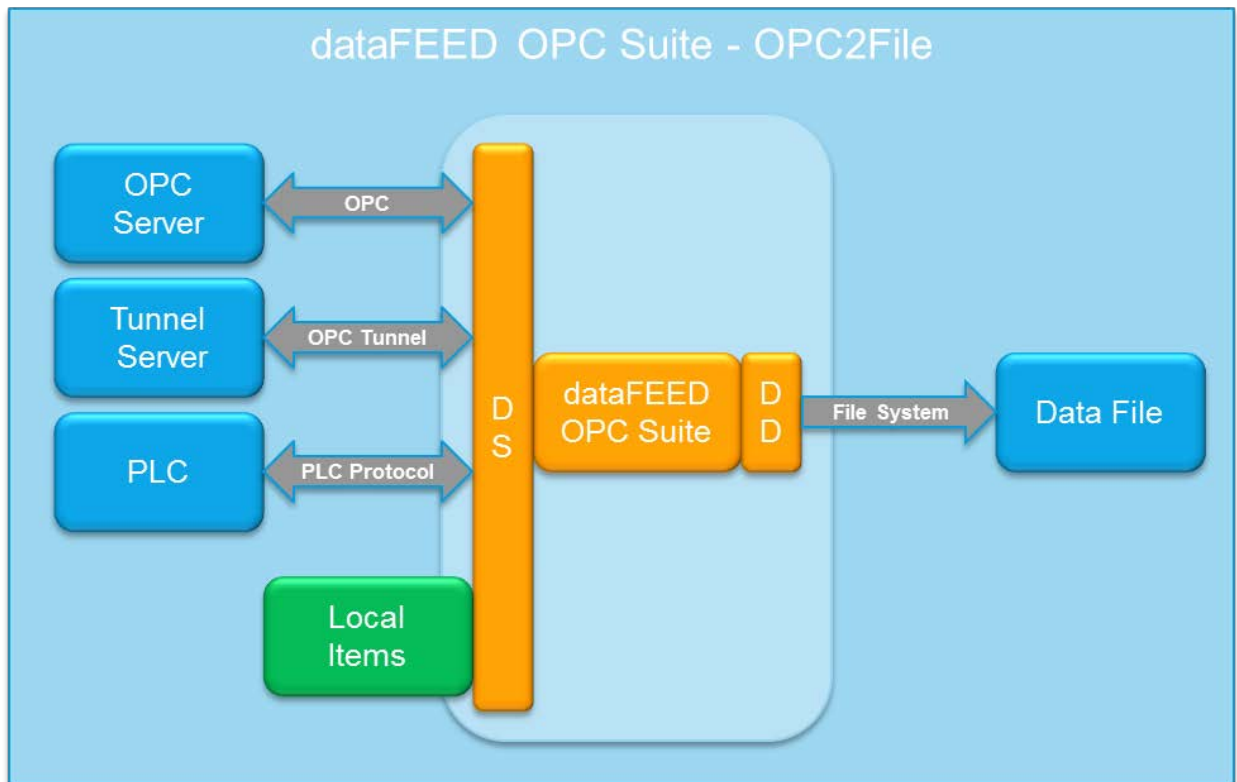 dataFEED OPC Suite - OPC2File
OPC
Server
OPC
Tunnel
Server
OPC Tunnel
PLC
PLC Protocol
Local
Items
D
S
dataFEED
OPC Suite
D
D
File System
Data File